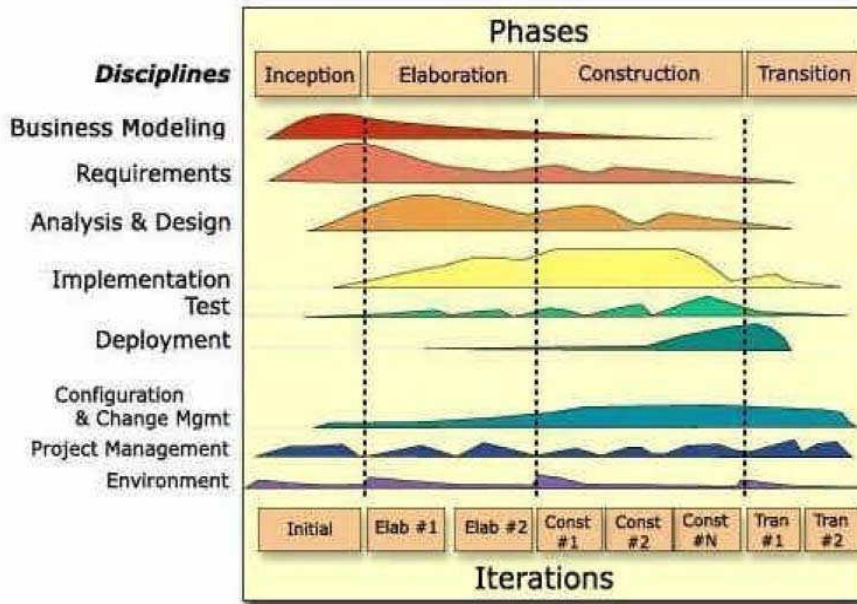 Phases
Disciplines
Inception
Elaboration
Construction
Transition
Business Modeling
Requirements
Analysis & Design
Implementation
Test
Deployment
Configuration
& Change Mgmt
Project Management
Environment
Initial
Elab #1
Elab #2
Const
#1
Const
#2
Const
#N
Tran
#1
Tran
#2
Iterations